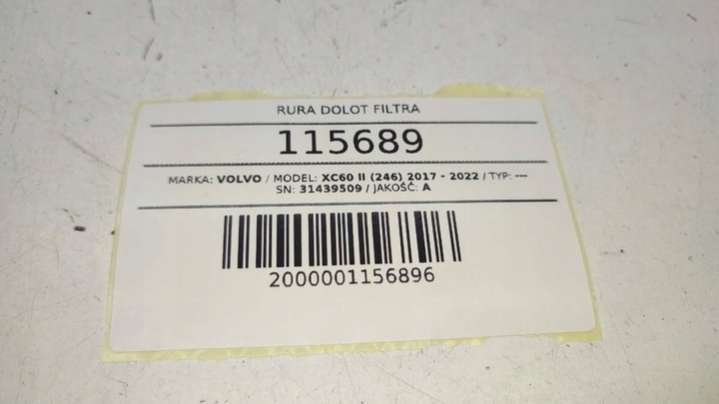 RURA DOLOT FILTRA
115689
MARKA: VOLVO / MODEL: XC60 II (246) 2017 - 2022 / TYP: ---
SN: 31439509 / JAKOŚĆ: A
2000001156896